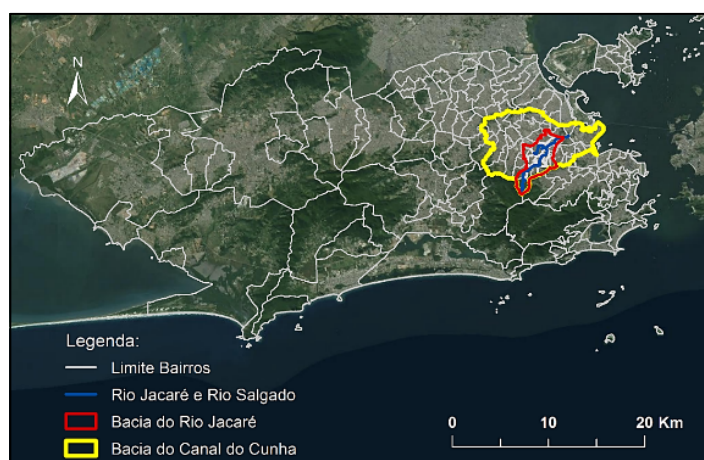 N
Legenda:
Limite Bairros
Rio Jacaré e Rio Salgado
Bacia do Rio Jacaré
Bacia do Canal do Cunha
0 10 20 Km